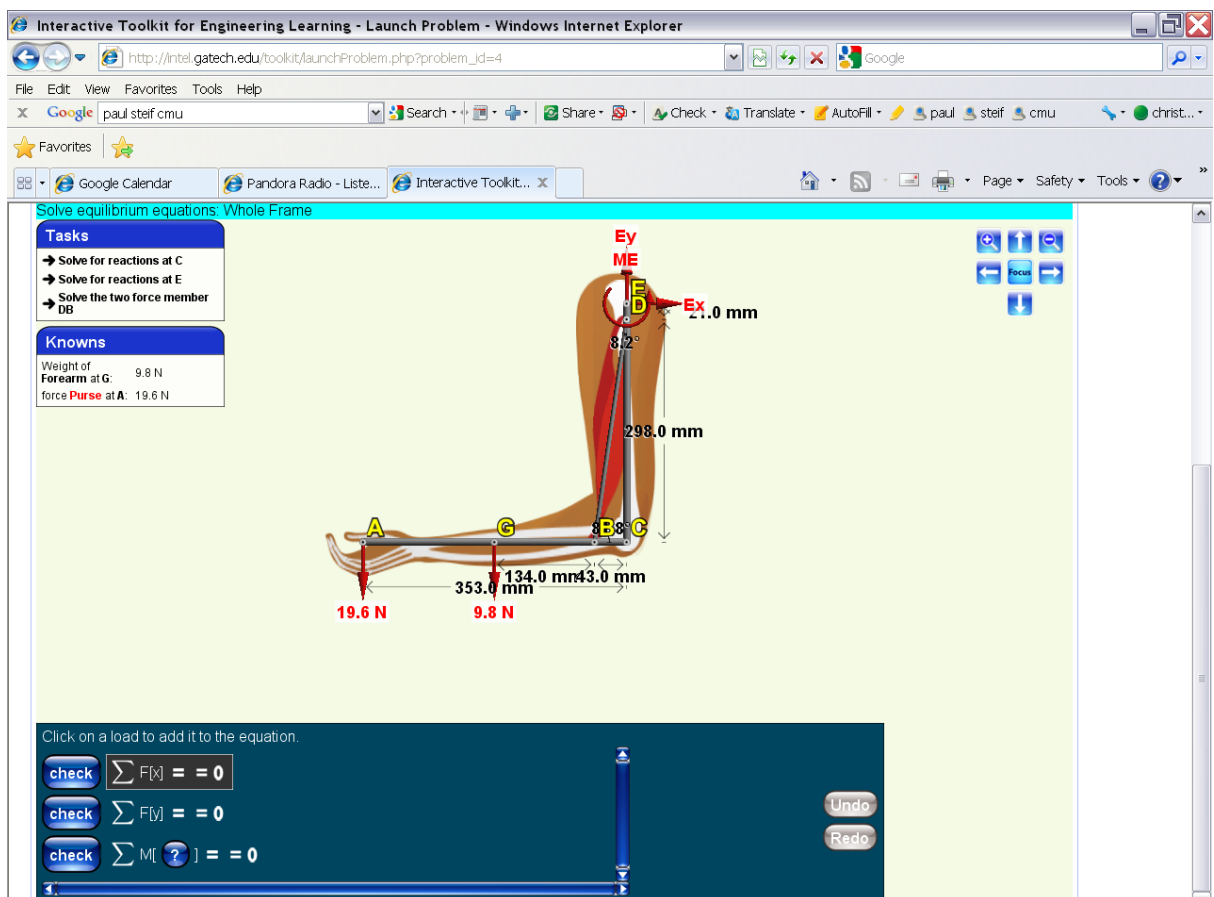 Interactive Toolkit for Engineering Learning - Launch Problem - Windows Internet Explorer
http://intel.gatech.edu/toolkit/launchProblem.php?problem_id=4
Google
File Edit View Favorites Tools Help
x Google paul steif cmu Search Share Check Translate AutoFill paul steif cmu christ...
Favorites
Google Calendar Pandora Radio - Liste... Interactive Toolkit... X Page Safety Tools »
Solve equilibrium equations: Whole Frame
Tasks
Solve for reactions at C
Solve for reactions at E
Solve the two force member
DB
Knowns
Weight of
Forearm at G: 9.8 N
force Purse at A: 19.6 N
Ey
ME
E
D
Ex
21.0 mm
8.2°
298.0 mm
A
G
B
C
134.0 mm
43.0 mm
353.0 mm
19.6 N
9.8 N
Focus
Click on a load to add it to the equation.
check ∑ F[x] = = 0
check ∑ F[y] = = 0
check ∑ M[ ? ] = = 0
Undo
Redo